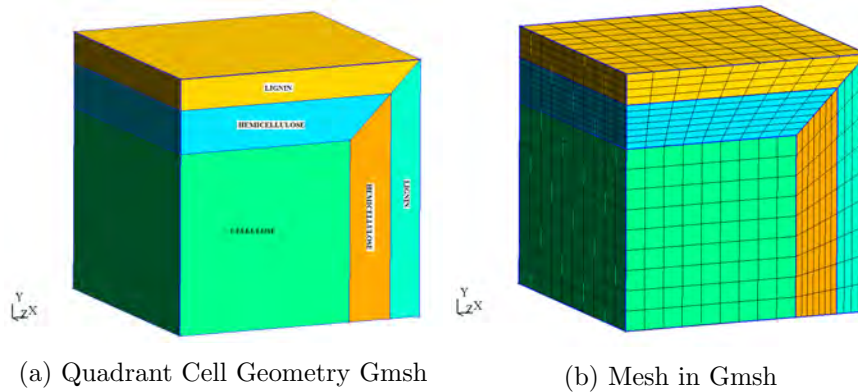 LIGNIN
HEMICELLULOSE
HEMICELLULOSE
LIGNIN
CELLULOSE
Y
Z X
Y
Z X
(a) Quadrant Cell Geometry Gmsh
(b) Mesh in Gmsh